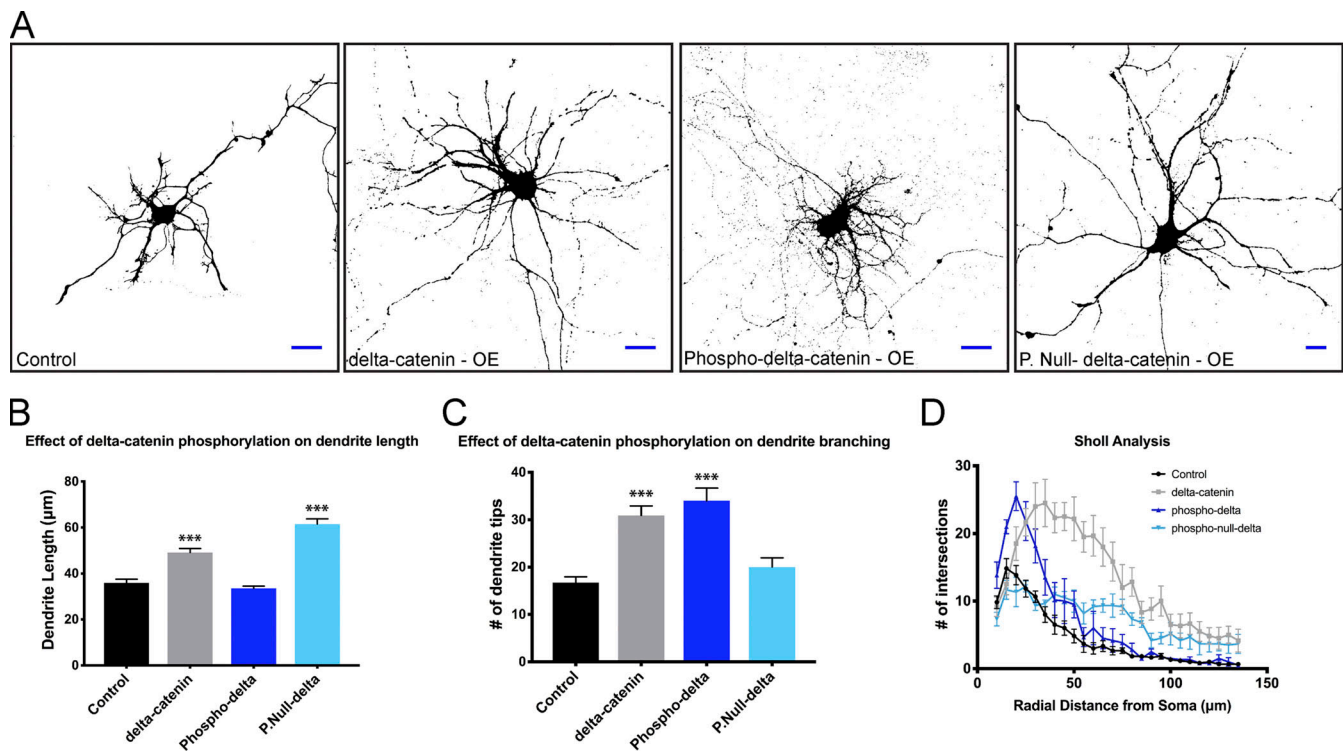 A
Control
delta-catenin - OE
Phospho-delta-catenin - OE
P. Null- delta-catenin - OE
B
Effect of delta-catenin phosphorylation on dendrite length
Dendrite Length (µm)
80
60
40
20
0
***
***
Control
delta-catenin
Phospho-delta
P.Null-delta
C
Effect of delta-catenin phosphorylation on dendrite branching
# of dendrite tips
40
30
20
10
0
***
***
Control
delta-catenin
Phospho-delta
P.Null-delta
D
Sholl Analysis
# of intersections
30
20
10
0
Control
delta-catenin
phospho-delta
phospho-null-delta
0
50
100
150
Radial Distance from Soma (µm)